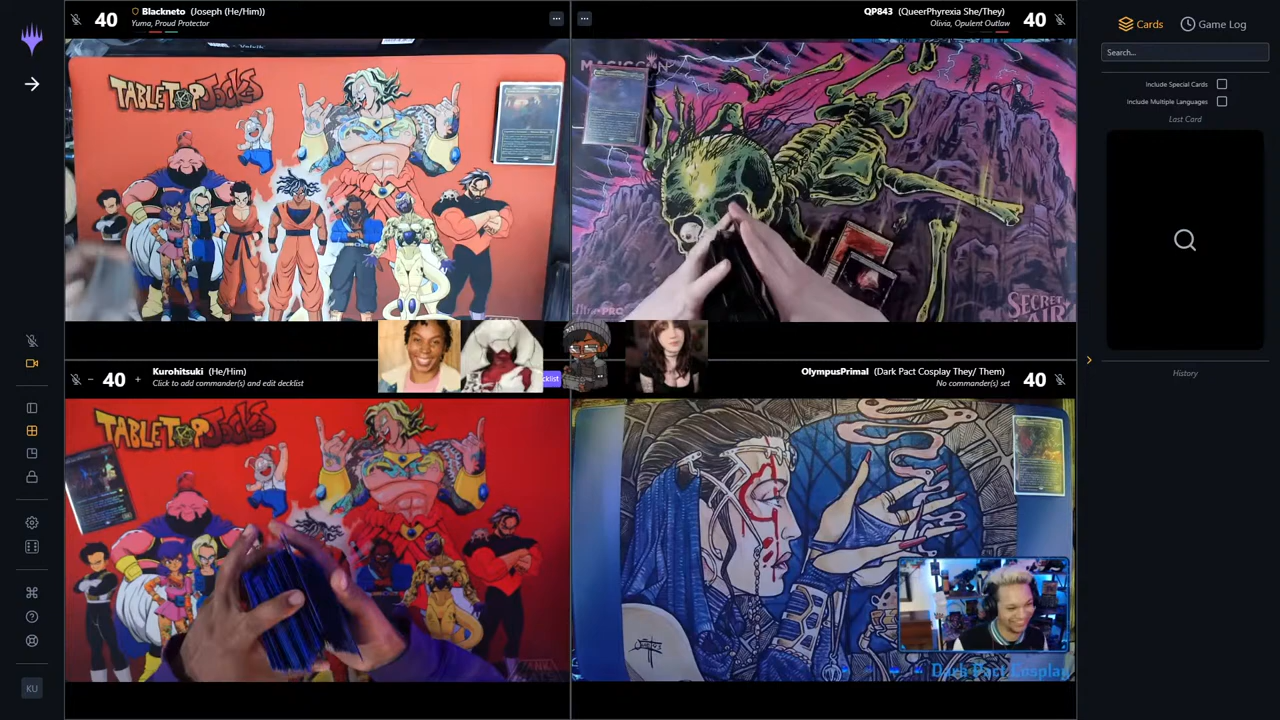 40
Blackneto (Joseph (He/Him))
Yuma, Proud Protector
QP843 (QueerPhyrexia She/They)
Olivia, Opulent Outlaw
40
Cards
Game Log
Search...
Include Special Cards
Include Multiple Languages
Last Card
TABLETOP Jocks
MAGICCON
SECRET
LAIR
− 40 +
Kurohitsuki (He/Him)
Click to add commander(s) and edit decklist
OlympusPrimal (Dark Pact Cosplay They/ Them)
No commander(s) set
40
History
TABLETOP Jocks
Dark Pact Cosplay
KU